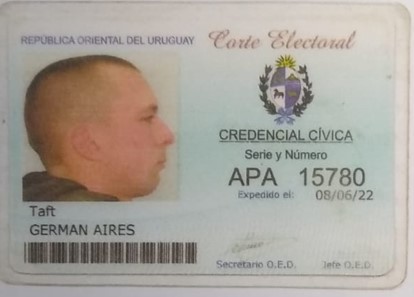 REPÚBLICA ORIENTAL DEL URUGUAY
Corte Electoral
CREDENCIAL CÍVICA
Serie y Número
APA 15780
Expedido el: 08/06/22
Taft
GERMAN AIRES
Secretario O.E.D. Jefe O.E.D.